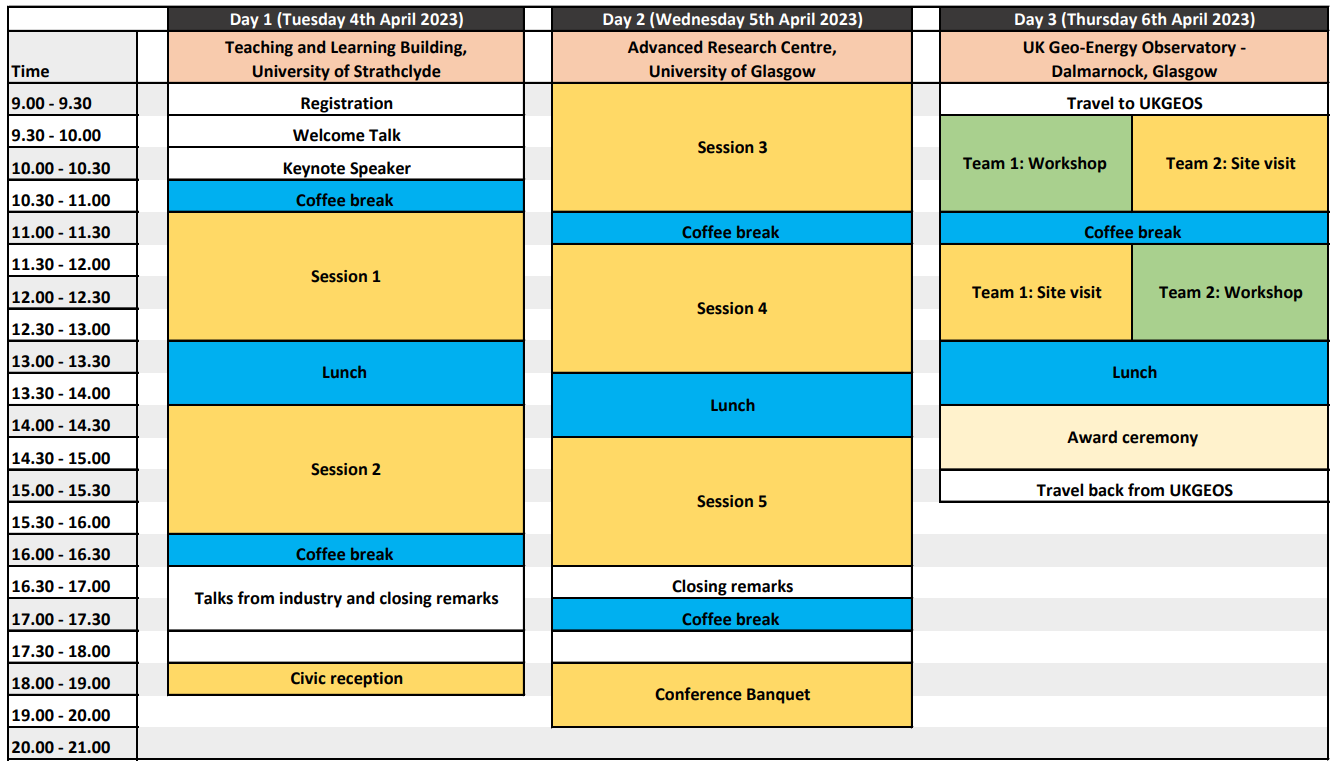 Day 1 (Tuesday 4th April 2023) Day 2 (Wednesday 5th April 2023) Day 3 (Thursday 6th April 2023)
Time
Teaching and Learning Building,
University of Strathclyde
Advanced Research Centre,
University of Glasgow
UK Geo-Energy Observatory -
Dalmarnock, Glasgow
9.00 - 9.30
9.30 - 10.00
10.00 - 10.30
10.30 - 11.00
11.00 - 11.30
11.30 - 12.00
12.00 - 12.30
12.30 - 13.00
13.00 - 13.30
13.30 - 14.00
14.00 - 14.30
14.30 - 15.00
15.00 - 15.30
15.30 - 16.00
16.00 - 16.30
16.30 - 17.00
17.00 - 17.30
17.30 - 18.00
18.00 - 19.00
19.00 - 20.00
20.00 - 21.00
Registration
Welcome Talk
Keynote Speaker
Coffee break
Session 1
Lunch
Session 2
Coffee break
Talks from industry and closing remarks
Civic reception
Session 3
Coffee break
Session 4
Lunch
Session 5
Closing remarks
Coffee break
Conference Banquet
Travel to UKGEOS
Team 1: Workshop Team 2: Site visit
Coffee break
Team 1: Site visit Team 2: Workshop
Lunch
Award ceremony
Travel back from UKGEOS